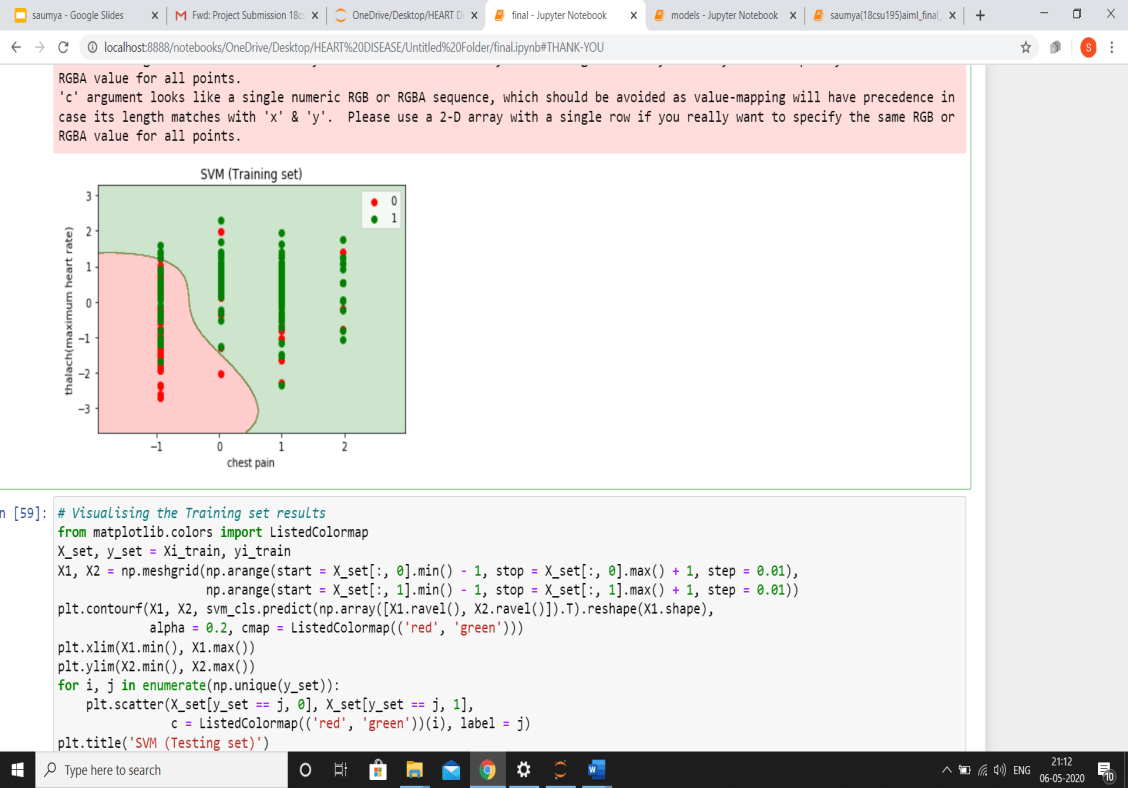 saumya - Google Slides
Fwd: Project Submission 18c
OneDrive/Desktop/HEART D
final - Jupyter Notebook
models - Jupyter Notebook
saumya(18csu195)aiml_final_
localhost:8888/notebooks/OneDrive/Desktop/HEART%20DISEASE/Untitled%20Folder/final.ipynb#THANK-YOU
S
RGBA value for all points.
'c' argument looks like a single numeric RGB or RGBA sequence, which should be avoided as value-mapping will have precedence in
case its length matches with 'x' & 'y'.  Please use a 2-D array with a single row if you really want to specify the same RGB or
RGBA value for all points.
SVM (Training set)
0
1
3
2
1
0
−1
−2
−3
thalach(maximum heart rate)
−1 0 1 2
chest pain
n [59]:
# Visualising the Training set results
from matplotlib.colors import ListedColormap
X_set, y_set = Xi_train, yi_train
X1, X2 = np.meshgrid(np.arange(start = X_set[:, 0].min() - 1, stop = X_set[:, 0].max() + 1, step = 0.01),
np.arange(start = X_set[:, 1].min() - 1, stop = X_set[:, 1].max() + 1, step = 0.01))
plt.contourf(X1, X2, svm_cls.predict(np.array([X1.ravel(), X2.ravel()]).T).reshape(X1.shape),
alpha = 0.2, cmap = ListedColormap(('red', 'green')))
plt.xlim(X1.min(), X1.max())
plt.ylim(X2.min(), X2.max())
for i, j in enumerate(np.unique(y_set)):
plt.scatter(X_set[y_set == j, 0], X_set[y_set == j, 1],
c = ListedColormap(('red', 'green'))(i), label = j)
plt.title('SVM (Testing set)')
Type here to search
ENG
21:12
06-05-2020
10